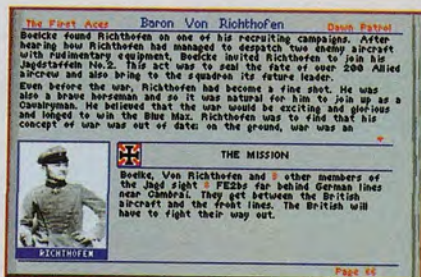 The First Aces
Baron Von Richthofen
Dawn Patrol
Boelcke found Richthofen on one of his recruiting campaigns. After
hearing how Richthofen had managed to despatch two enemy aircraft
with rudimentary equipment, Boelcke invited Richthofen to join his
Jagdstaffeln No.2. This act was to seal the fate of over 200 Allied
aircrew and also bring to the squadron its future leader.
Even before the war, Richthofen had become a fine shot. He was
also a brave horseman and so it was natural for him to join up as a
Cavalryman. He believed that the war would be exciting and glorious
and longed to win the Blue Max. Richthofen was to find that his
concept of war was out of date: on the ground, war was an
THE MISSION
Boelke, Von Richthofen and other members of
the Jagd sight FE2bs far behind German lines
near Cambrai. They get between the British
aircraft and the front lines. The British will
have to fight their way out.
RICHTHOFEN
Page 66